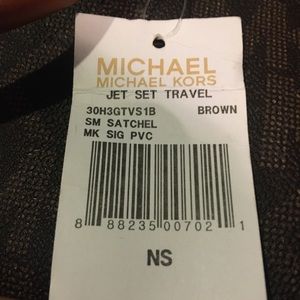 MICHAEL
MICHAEL KORS
JET SET TRAVEL
30H3GTVS1B BROWN
SM SATCHEL
MK SIG PVC
8 88235 00702 1
NS